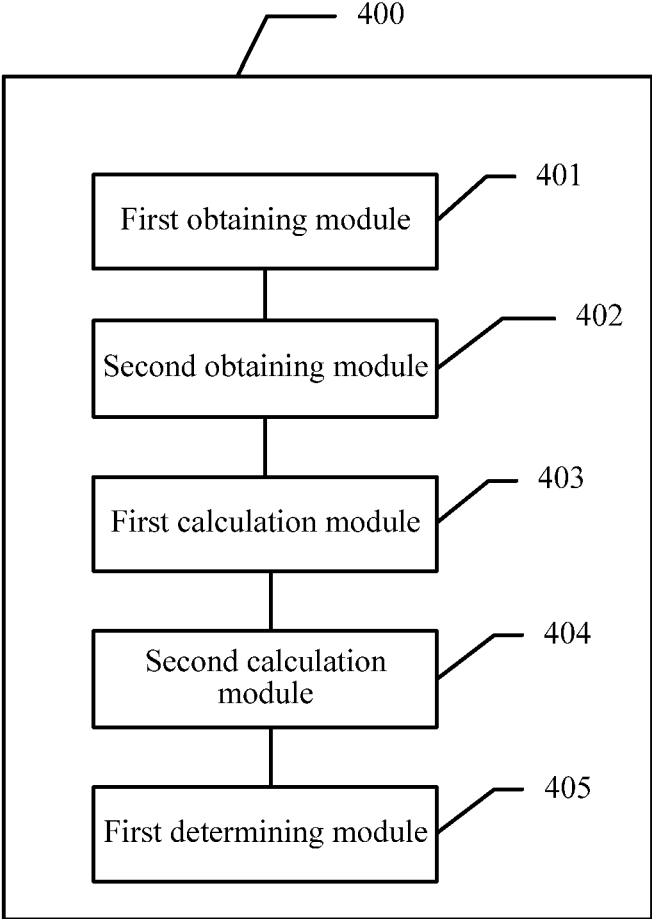 400
401
First obtaining module
402
Second obtaining module
403
First calculation module
404
Second calculation
module
405
First determining module